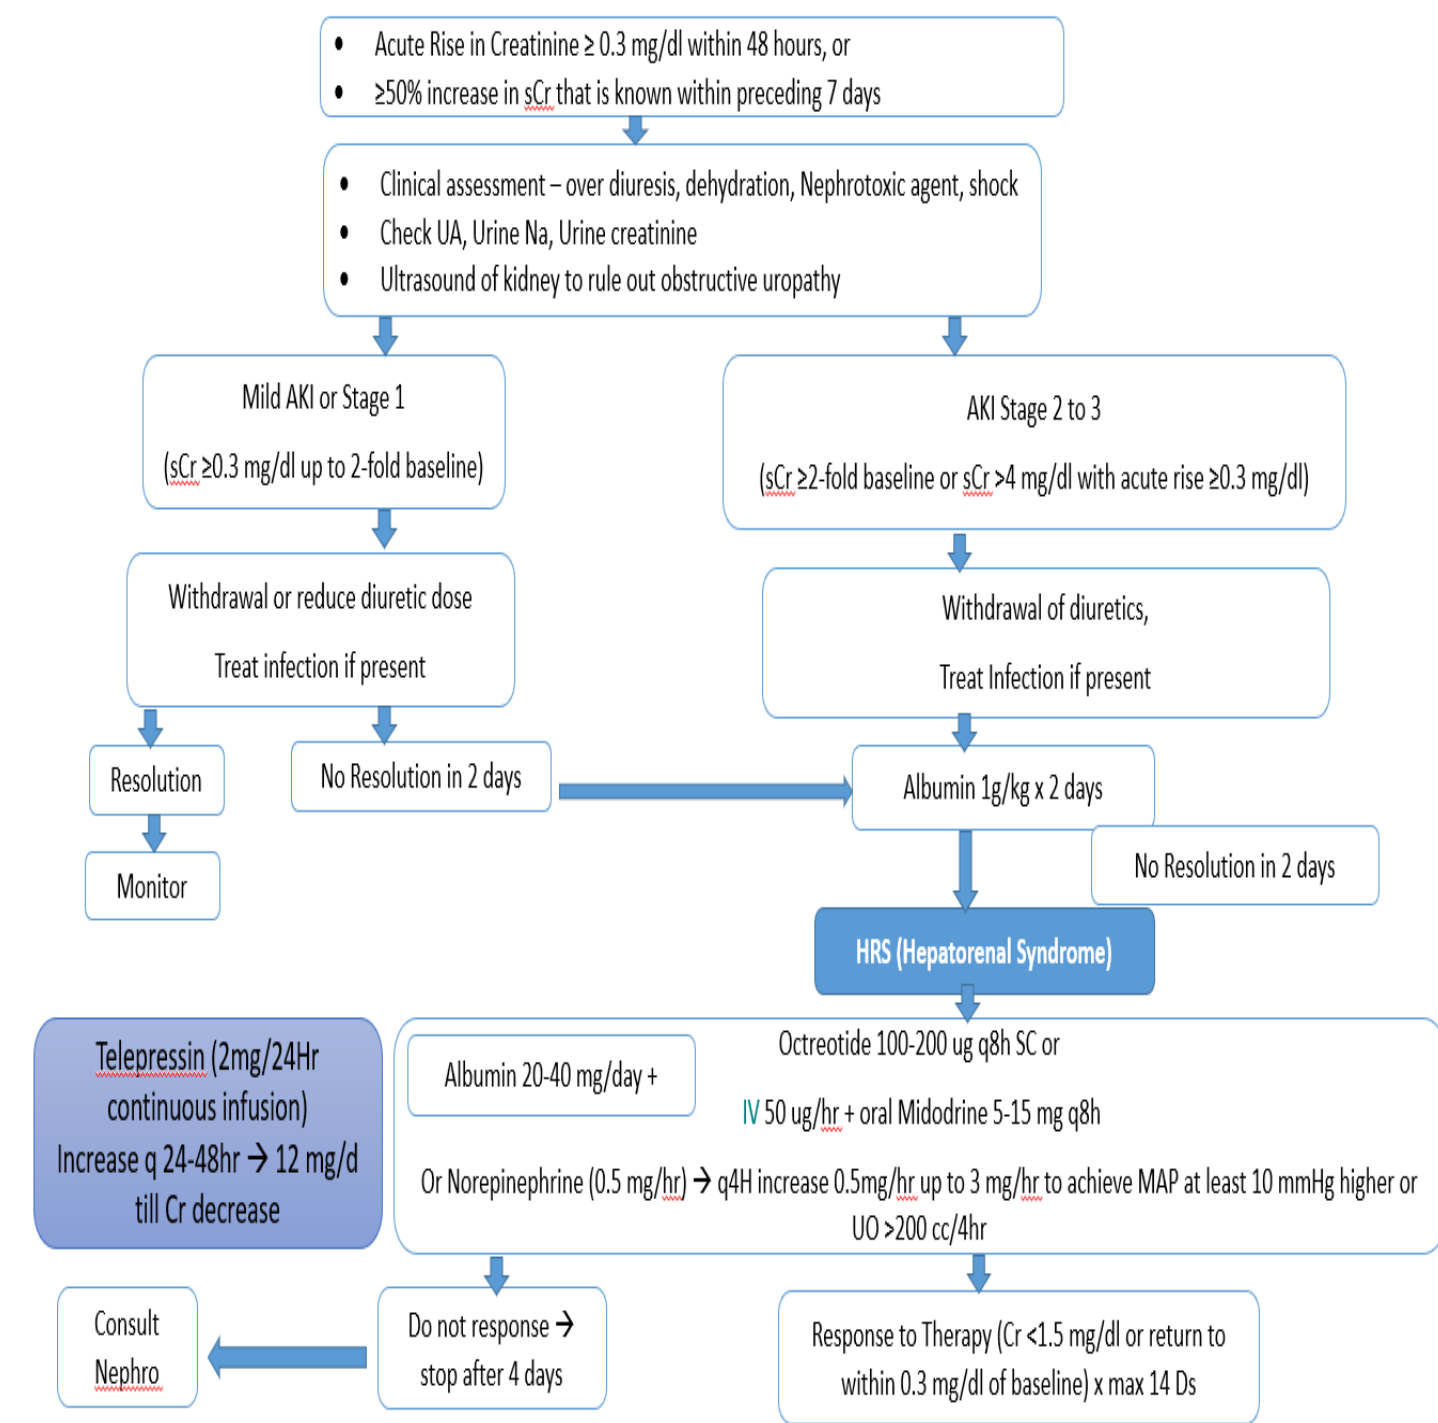 • Acute Rise in Creatinine ≥ 0.3 mg/dl within 48 hours, or
• ≥50% increase in sCr that is known within preceding 7 days
• Clinical assessment – over diuresis, dehydration, Nephrotoxic agent, shock
• Check UA, Urine Na, Urine creatinine
• Ultrasound of kidney to rule out obstructive uropathy
Mild AKI or Stage 1
(sCr ≥0.3 mg/dl up to 2-fold baseline)
AKI Stage 2 to 3
(sCr ≥2-fold baseline or sCr >4 mg/dl with acute rise ≥0.3 mg/dl)
Withdrawal or reduce diuretic dose
Treat infection if present
Withdrawal of diuretics,
Treat Infection if present
Resolution
No Resolution in 2 days
Albumin 1g/kg x 2 days
Monitor
No Resolution in 2 days
HRS (Hepatorenal Syndrome)
Telepressin (2mg/24Hr
continuous infusion)
Increase q 24-48hr → 12 mg/d
till Cr decrease
Albumin 20-40 mg/day +
Octreotide 100-200 ug q8h SC or
IV 50 ug/hr + oral Midodrine 5-15 mg q8h
Or Norepinephrine (0.5 mg/hr) → q4H increase 0.5mg/hr up to 3 mg/hr to achieve MAP at least 10 mmHg higher or
UO >200 cc/4hr
Consult
Nephro
Do not response →
stop after 4 days
Response to Therapy (Cr <1.5 mg/dl or return to
within 0.3 mg/dl of baseline) x max 14 Ds